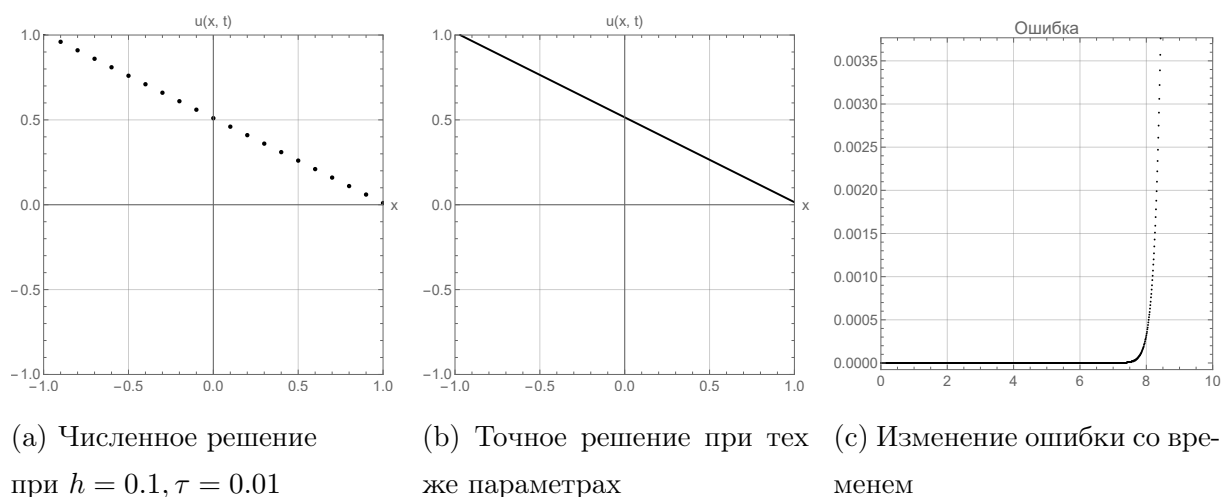 u(x, t)
1.0
0.5
0.0
−0.5
−1.0
x
−1.0 −0.5 0.0 0.5 1.0
u(x, t)
1.0
0.5
0.0
−0.5
−1.0
x
−1.0 −0.5 0.0 0.5 1.0
Ошибка
0.0035
0.0030
0.0025
0.0020
0.0015
0.0010
0.0005
0.0000
0 2 4 6 8 10
(a) Численное решение
при h = 0.1, τ = 0.01
(b) Точное решение при тех
же параметрах
(c) Изменение ошибки со вре-
менем